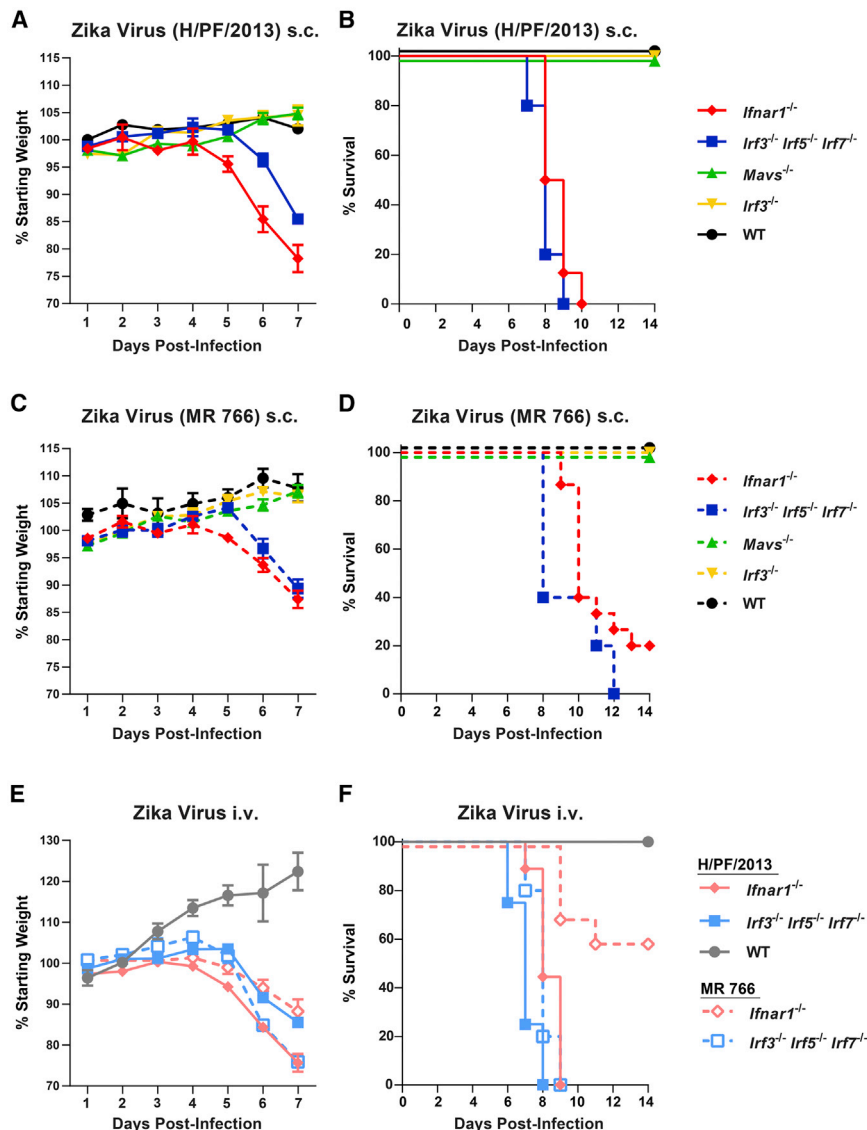 A
Zika Virus (H/PF/2013) s.c.
% Starting Weight
115
110
105
100
95
90
85
80
75
70
1 2 3 4 5 6 7
Days Post-Infection
B
Zika Virus (H/PF/2013) s.c.
% Survival
100
80
60
40
20
0
0 2 4 6 8 10 12 14
Days Post-Infection
Ifnar1-/-
Irf3-/- Irf5-/- Irf7-/-
Mavs-/-
Irf3-/-
WT
C
Zika Virus (MR 766) s.c.
% Starting Weight
115
110
105
100
95
90
85
80
75
70
1 2 3 4 5 6 7
Days Post-Infection
D
Zika Virus (MR 766) s.c.
% Survival
100
80
60
40
20
0
0 2 4 6 8 10 12 14
Days Post-Infection
Ifnar1-/-
Irf3-/- Irf5-/- Irf7-/-
Mavs-/-
Irf3-/-
WT
E
Zika Virus i.v.
% Starting Weight
130
120
110
100
90
80
70
1 2 3 4 5 6 7
Days Post-Infection
F
Zika Virus i.v.
% Survival
100
80
60
40
20
0
0 2 4 6 8 10 12 14
Days Post-Infection
H/PF/2013
Ifnar1-/-
Irf3-/- Irf5-/- Irf7-/-
WT
MR 766
Ifnar1-/-
Irf3-/- Irf5-/- Irf7-/-